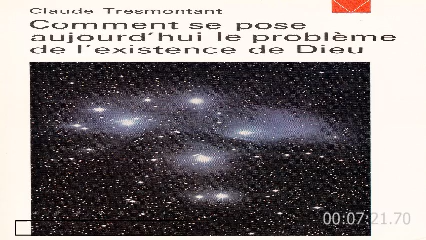 Claude Tresmontant
Comment se pose
aujourd'hui le problème
de l'existence de Dieu
00:07:21.70